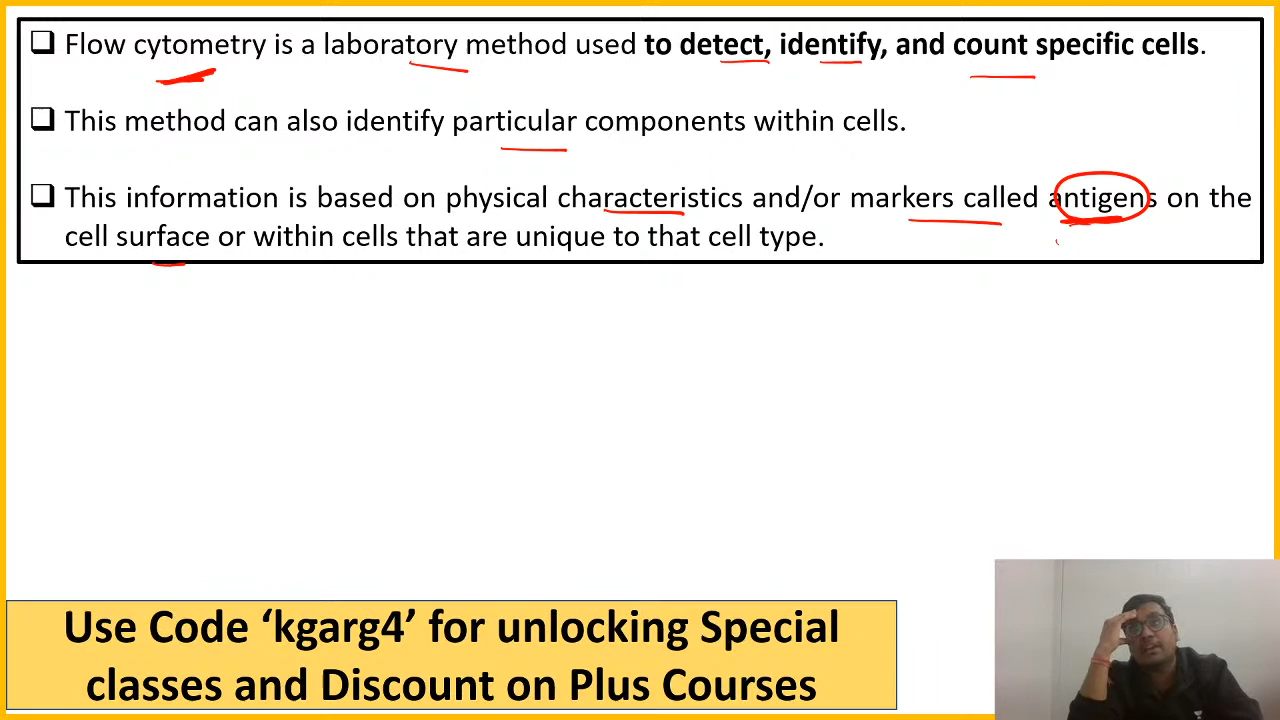 ❑ Flow cytometry is a laboratory method used to detect, identify, and count specific cells.
❑ This method can also identify particular components within cells.
❑ This information is based on physical characteristics and/or markers called antigens on the
cell surface or within cells that are unique to that cell type.
Use Code ‘kgarg4’ for unlocking Special
classes and Discount on Plus Courses